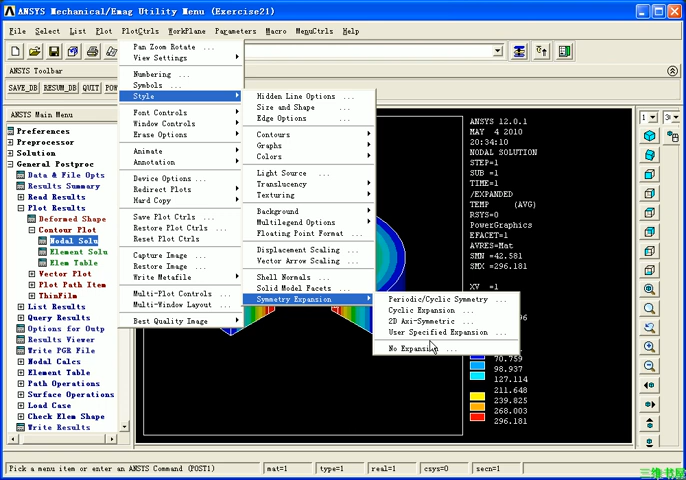 ANSYS Mechanical/Emag Utility Menu (Exercise21)
File Select List Plot PlotCtrls WorkPlane Parameters Macro MenuCtrls Help
ANSYS Toolbar
SAVE_DB RESUM_DB QUIT
ANSYS Main Menu
Preferences
Preprocessor
Solution
General Postproc
Data & File Opts
Results Summary
Read Results
Plot Results
Deformed Shape
Contour Plot
Nodal Solu
Element Solu
Elem Table
Vector Plot
Plot Path Item
ThinFilm
List Results
Query Results
Options for Outp
Results Viewer
Write PGR File
Nodal Calcs
Element Table
Path Operations
Surface Operations
Load Case
Check Elem Shape
Write Results
Pan Zoom Rotate ...
View Settings
Numbering ...
Symbols ...
Style
Font Controls
Window Controls
Erase Options
Animate
Annotation
Device Options ...
Redirect Plots
Hard Copy
Save Plot Ctrls ...
Restore Plot Ctrls ...
Reset Plot Ctrls
Capture Image ...
Restore Image ...
Write Metafile
Multi-Plot Controls ...
Multi-Window Layout ...
Best Quality Image
Hidden Line Options ...
Size and Shape ...
Edge Options ...
Contours
Graphs
Colors
Light Source ...
Translucency
Texturing
Background
Multilegend Options
Floating Point Format ...
Displacement Scaling ...
Vector Arrow Scaling ...
Shell Normals ...
Solid Model Facets ...
Symmetry Expansion
Periodic/Cyclic Symmetry ...
Cyclic Expansion ...
2D Axi-Symmetric ...
User Specified Expansion ...
No Expansion ...
ANSYS 12.0.1
MAY 4 2010
20:34:10
NODAL SOLUTION
STEP=1
SUB =1
TIME=1
/EXPANDED
TEMP (AVG)
RSYS=0
PowerGraphics
EFACET=1
AVRES=Mat
SMN =42.581
SMX =296.181
XV =1
70.759
98.937
127.114
211.648
239.825
268.003
296.181
Pick a menu item or enter an ANSYS Command (POST1)
mat=1
type=1
real=1
csys=0
secn=1
三维书屋